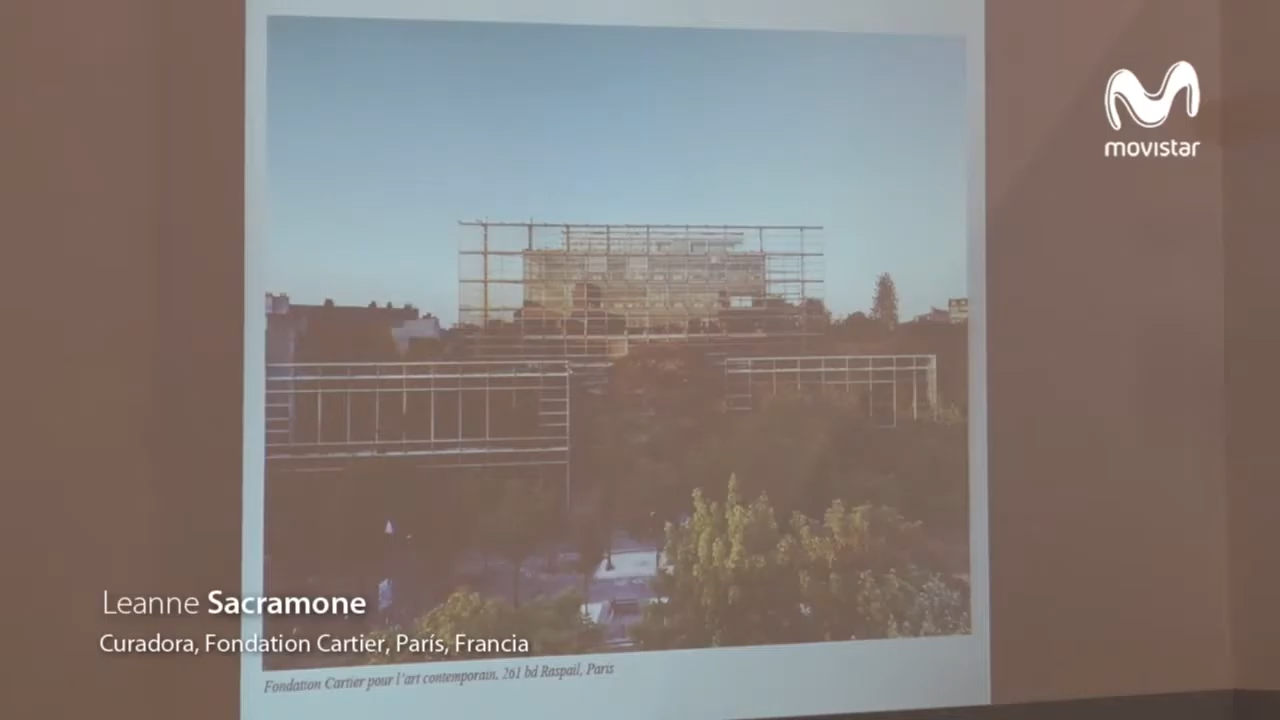 movistar
Leanne Sacramone
Curadora, Fondation Cartier, París, Francia
Fondation Cartier pour l'art contemporain. 261 bd Raspail, Paris